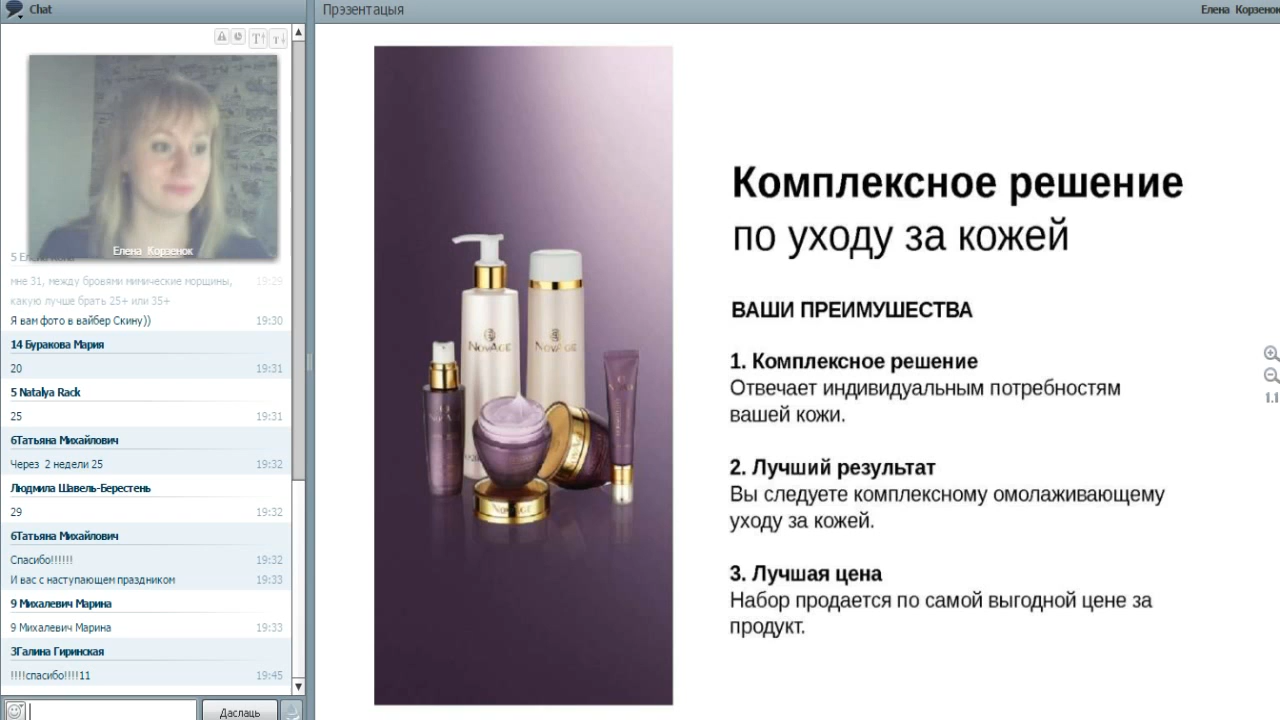 Chat
Елена Корзенок
мне 31, между бровями мимические морщины, 19:29
какую лучше брать 25+ или 35+
Я вам фото в вайбер Скину)) 19:30
14 Буракова Мария
20 19:31
5 Natalya Rack
25 19:31
6Татьяна Михайлович
Через 2 недели 25 19:32
Людмила Шавель-Берестень
29 19:32
6Татьяна Михайлович
Спасибо!!!!!! 19:32
И вас с наступающем праздником 19:33
9 Михалевич Марина
9 Михалевич Марина 19:33
3Галина Гиринская
!!!!спасибо!!!!11 19:45
Даслаць
Прэзентацыя
Елена Корзенок
NOVAGE
NOVAGE
NOVAGE
Комплексное решение
по уходу за кожей
ВАШИ ПРЕИМУШЕСТВА
1. Комплексное решение
Отвечает индивидуальным потребностям
вашей кожи.
2. Лучший результат
Вы следуете комплексному омолаживающему
уходу за кожей.
3. Лучшая цена
Набор продается по самой выгодной цене за
продукт.
1.1